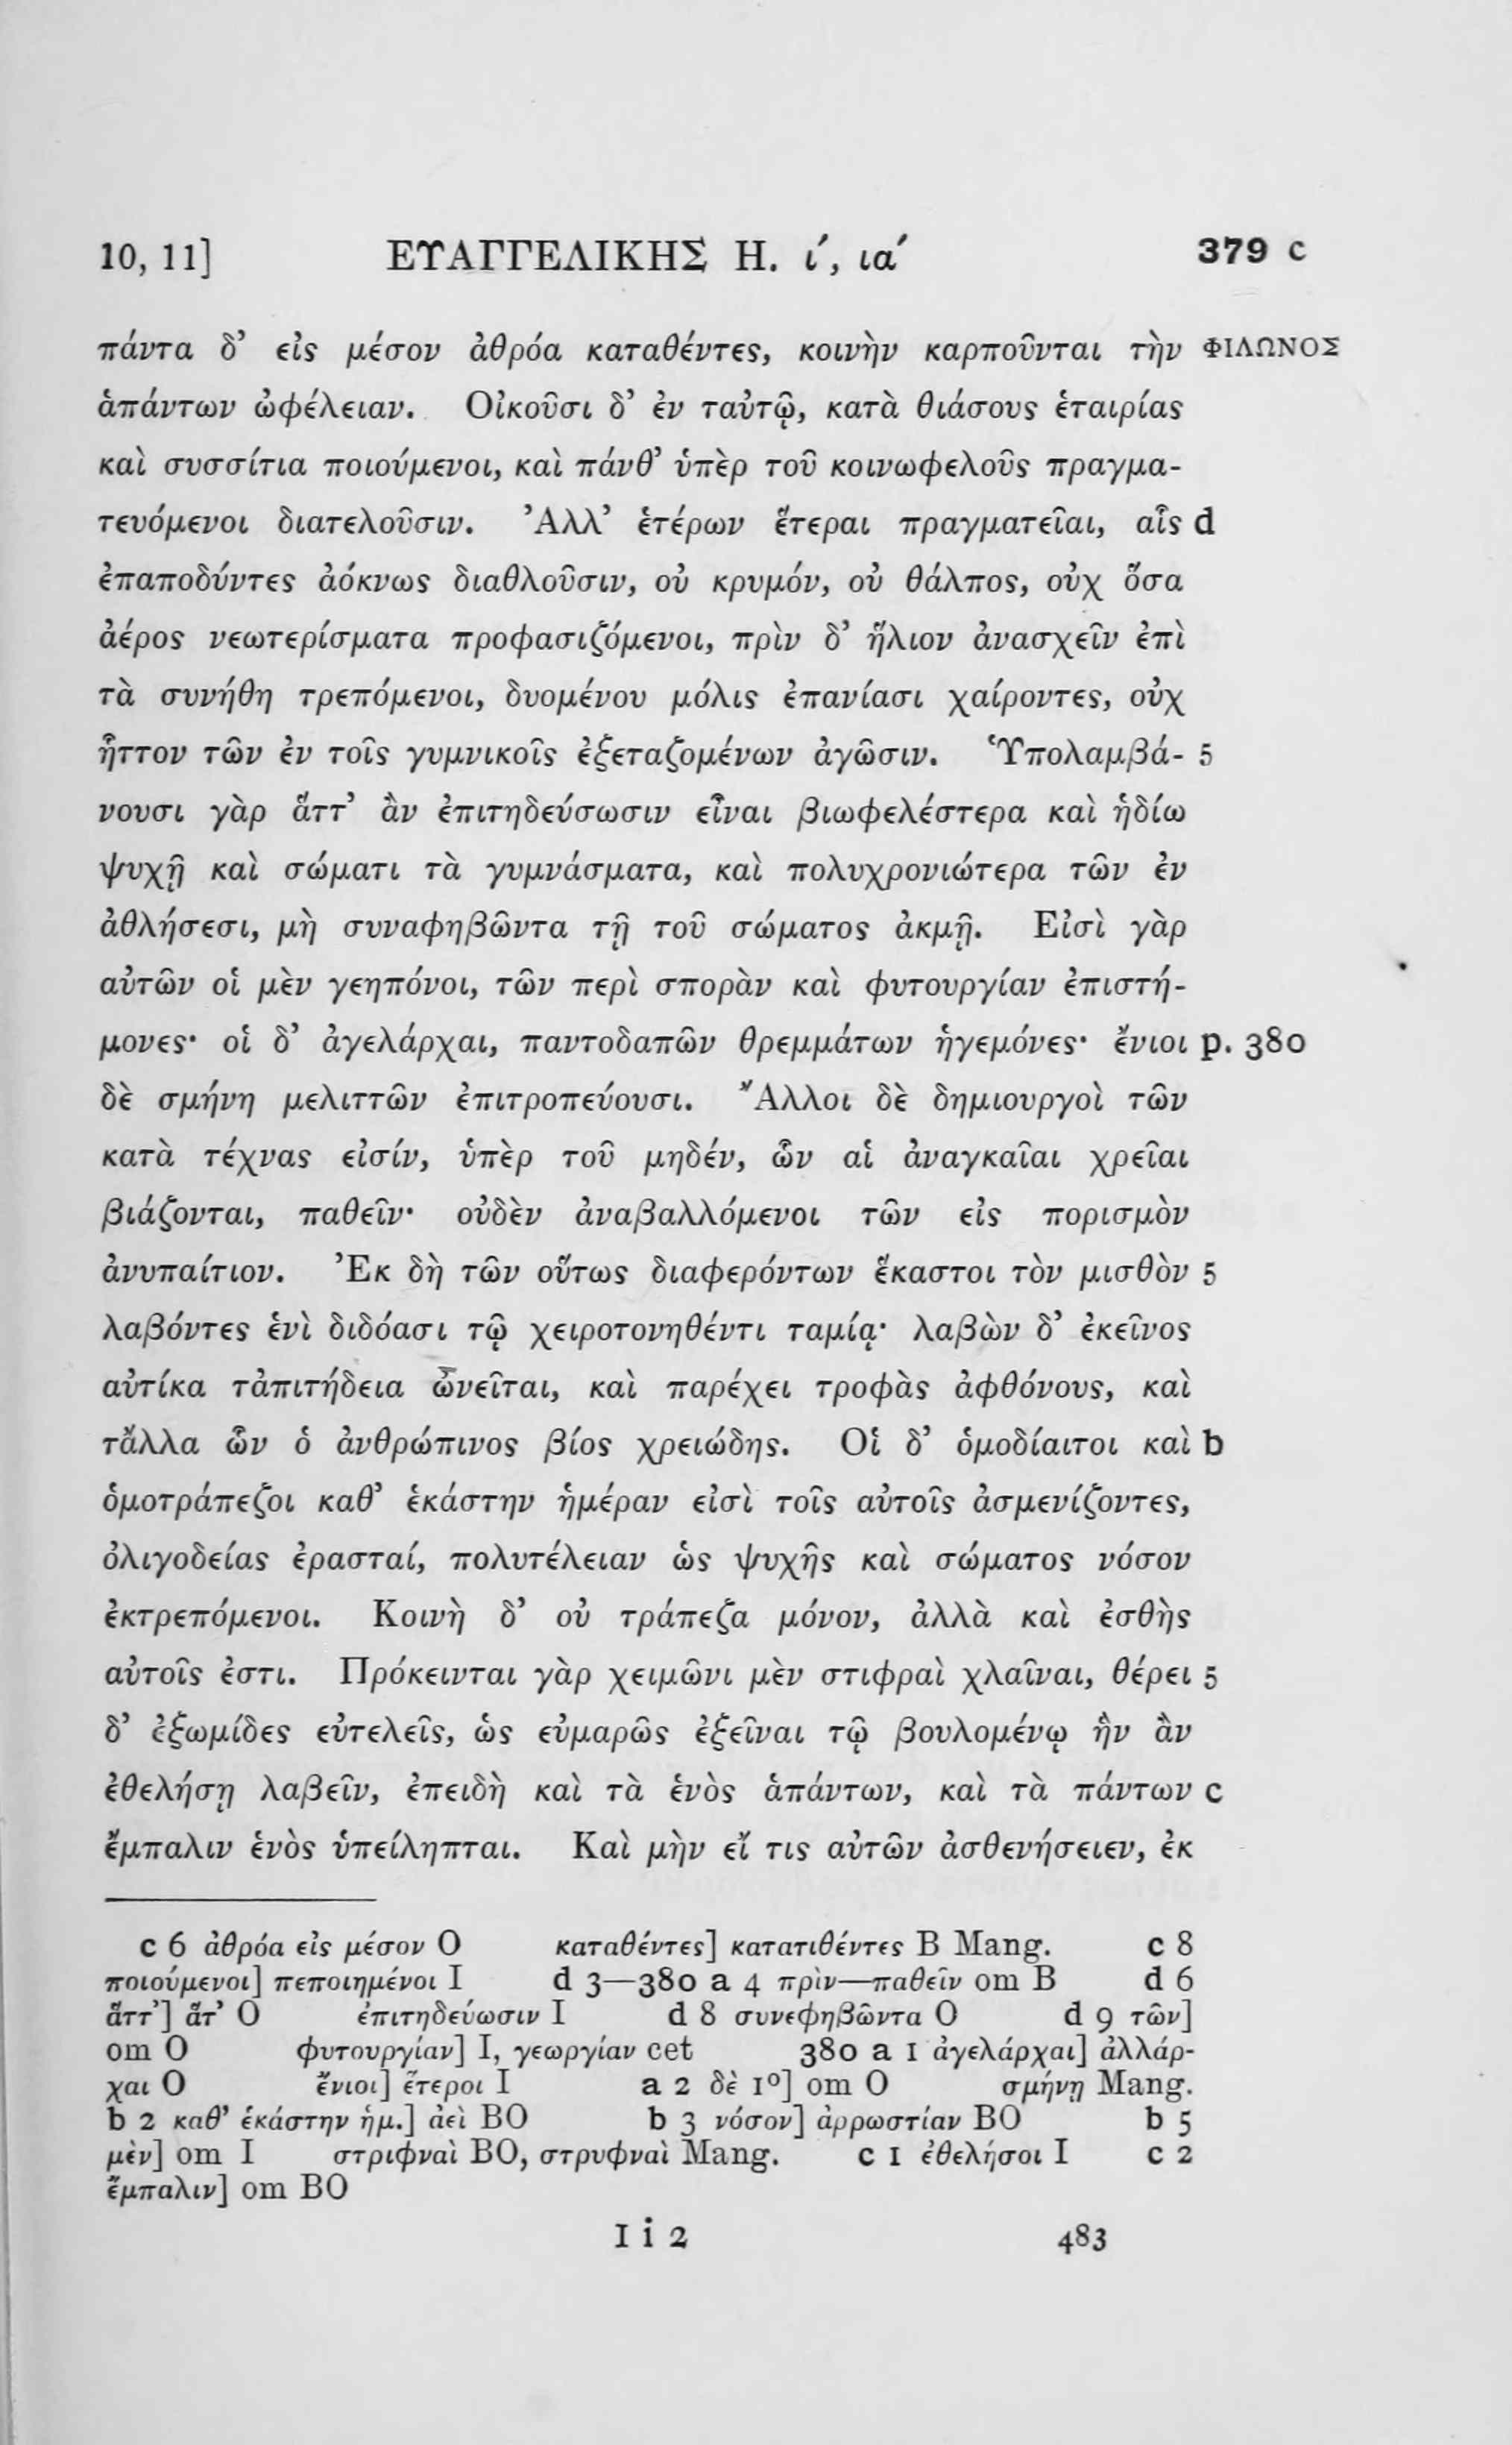 10, 11] ΕΥΑΓΓΕΛΙΚΗΣ Η. ι´, ια´ 379 c
πάντα δ’ εἰς μέσον ἀθρόα καταθέντες, κοινὴν καρποῦνται τὴν ΦΙΛΩΝΟΣ
ἁπάντων ὠφέλειαν. Οἰκοῦσι δ’ ἐν ταὐτῷ, κατὰ θιάσους ἑταιρίας
καὶ συσσίτια ποιούμενοι, καὶ πάνθ’ ὑπὲρ τοῦ κοινωφελοῦς πραγμα-
τευόμενοι διατελοῦσιν. Ἀλλ’ ἑτέρων ἕτεραι πραγματεῖαι, αἷς d
ἐπαποδύντες ἀόκνως διαθλοῦσιν, οὐ κρυμόν, οὐ θάλπος, οὐχ ὅσα
ἀέρος νεωτερίσματα προφασιζόμενοι, πρὶν δ’ ἥλιον ἀνασχεῖν ἐπὶ
τὰ συνήθη τρεπόμενοι, δυομένου μόλις ἐπανίασι χαίροντες, οὐχ
ἧττον τῶν ἐν τοῖς γυμνικοῖς ἐξεταζομένων ἀγῶσιν. Ὑπολαμβά- 5
νουσι γὰρ ἅττ’ ἂν ἐπιτηδεύσωσιν εἶναι βιωφελέστερα καὶ ἡδίω
ψυχῇ καὶ σώματι τὰ γυμνάσματα, καὶ πολυχρονιώτερα τῶν ἐν
ἀθλήσεσι, μὴ συναφηβῶντα τῇ τοῦ σώματος ἀκμῇ. Εἰσὶ γὰρ
αὐτῶν οἱ μὲν γεηπόνοι, τῶν περὶ σπορὰν καὶ φυτουργίαν ἐπιστή-
μονες· οἱ δ’ ἀγελάρχαι, παντοδαπῶν θρεμμάτων ἡγεμόνες· ἔνιοι p. 380
δὲ σμήνη μελιττῶν ἐπιτροπεύουσι. Ἄλλοι δὲ δημιουργοὶ τῶν
κατὰ τέχνας εἰσίν, ὑπὲρ τοῦ μηδέν, ὧν αἱ ἀναγκαῖαι χρεῖαι
βιάζονται, παθεῖν· οὐδὲν ἀναβαλλόμενοι τῶν εἰς πορισμὸν
ἀνυπαίτιον. Ἐκ δὴ τῶν οὕτως διαφερόντων ἕκαστοι τὸν μισθὸν 5
λαβόντες ἑνὶ διδόασι τῷ χειροτονηθέντι ταμίᾳ· λαβὼν δ’ ἐκεῖνος
αὐτίκα τἀπιτήδεια ὠνεῖται, καὶ παρέχει τροφὰς ἀφθόνους, καὶ
τἄλλα ὧν ὁ ἀνθρώπινος βίος χρειώδης. Οἱ δ’ ὁμοδίαιτοι καὶ b
ὁμοτράπεζοι καθ’ ἑκάστην ἡμέραν εἰσὶ τοῖς αὐτοῖς ἀσμενίζοντες,
ὀλιγοδείας ἐρασταί, πολυτέλειαν ὡς ψυχῆς καὶ σώματος νόσον
ἐκτρεπόμενοι. Κοινὴ δ’ οὐ τράπεζα μόνον, ἀλλὰ καὶ ἐσθὴς
αὐτοῖς ἐστι. Πρόκεινται γὰρ χειμῶνι μὲν στιφραὶ χλαῖναι, θέρει 5
δ’ ἐξωμίδες εὐτελεῖς, ὡς εὐμαρῶς ἐξεῖναι τῷ βουλομένῳ ἣν ἂν
ἐθελήσῃ λαβεῖν, ἐπειδὴ καὶ τὰ ἑνὸς ἁπάντων, καὶ τὰ πάντων c
ἔμπαλιν ἑνὸς ὑπείληπται. Καὶ μὴν εἴ τις αὐτῶν ἀσθενήσειεν, ἐκ
c 6 ἀθρόα εἰς μέσον O καταθέντες] κατατιθέντες B Mang. c 8
ποιούμενοι] πεποιημένοι I d 3—380 a 4 πρὶν—παθεῖν om B d 6
ἅττ’] ἅτ’ O ἐπιτηδεύωσιν I d 8 συνεφηβῶντα O d 9 τῶν]
om O φυτουργίαν] I, γεωργίαν cet 380 a 1 ἀγελάρχαι] ἀλλάρ-
χαι O ἔνιοι] ἕτεροι I a 2 δὲ 1º] om O σμήνῃ Mang.
b 2 καθ’ ἑκάστην ἡμ.] ἀεὶ BO b 3 νόσον] ἀρρωστίαν BO b 5
μὲν] om I στριφναὶ BO, στρυφναὶ Mang. c 1 ἐθελήσοι I c 2
ἔμπαλιν] om BO
I i 2 483